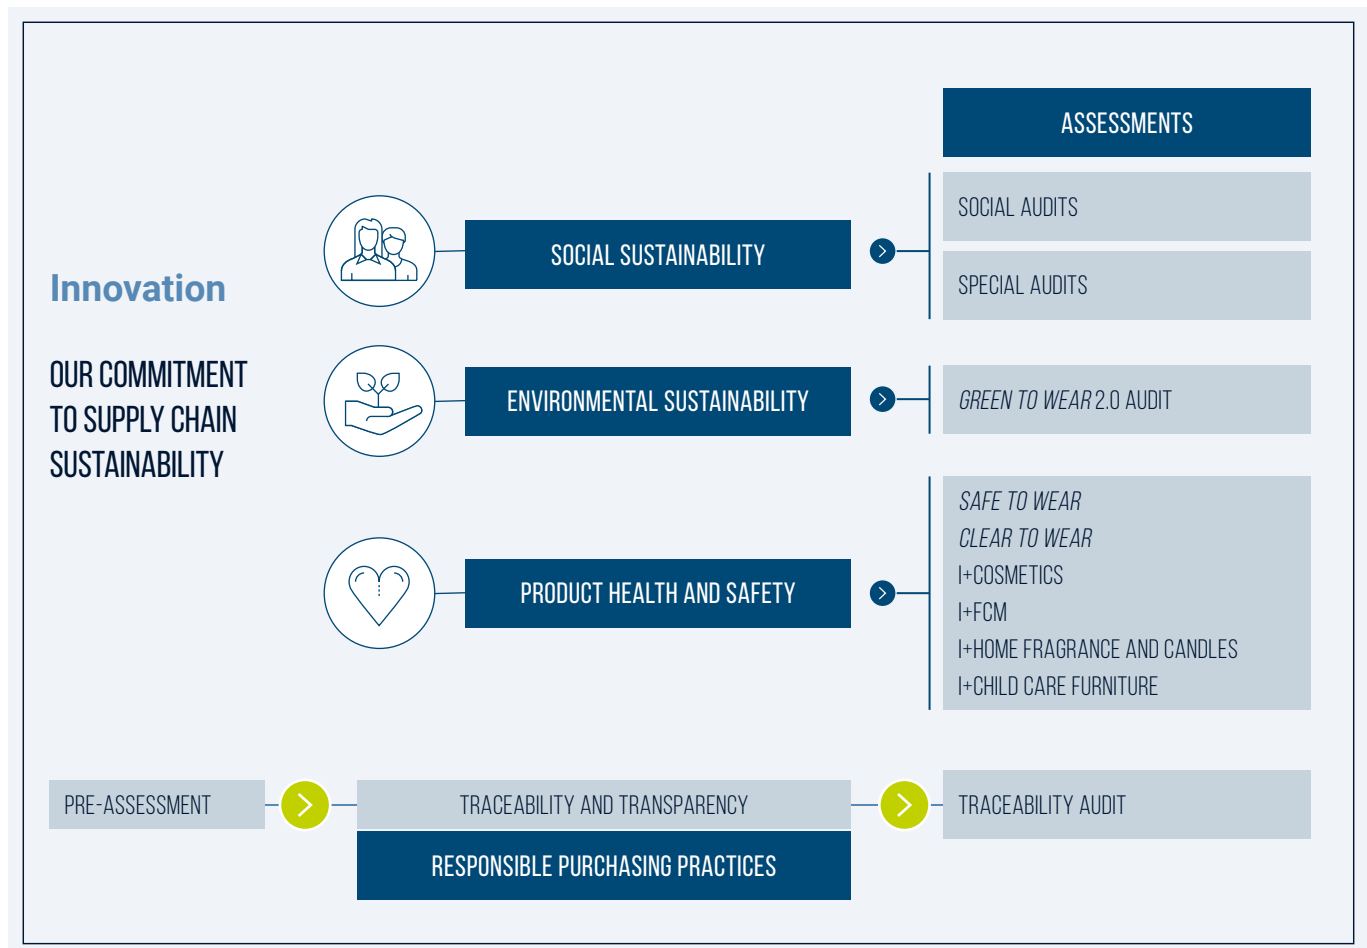 Innovation
OUR COMMITMENT
TO SUPPLY CHAIN
SUSTAINABILITY
ASSESSMENTS
SOCIAL SUSTAINABILITY
SOCIAL AUDITS
SPECIAL AUDITS
ENVIRONMENTAL SUSTAINABILITY
GREEN TO WEAR 2.0 AUDIT
PRODUCT HEALTH AND SAFETY
SAFE TO WEAR
CLEAR TO WEAR
I+COSMETICS
I+FCM
I+HOME FRAGRANCE AND CANDLES
I+CHILD CARE FURNITURE
PRE-ASSESSMENT
TRACEABILITY AND TRANSPARENCY
TRACEABILITY AUDIT
RESPONSIBLE PURCHASING PRACTICES